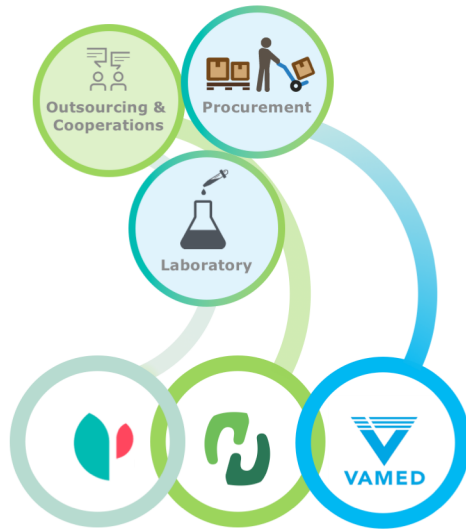 Outsourcing &
Cooperations
Procurement
Laboratory
VAMED